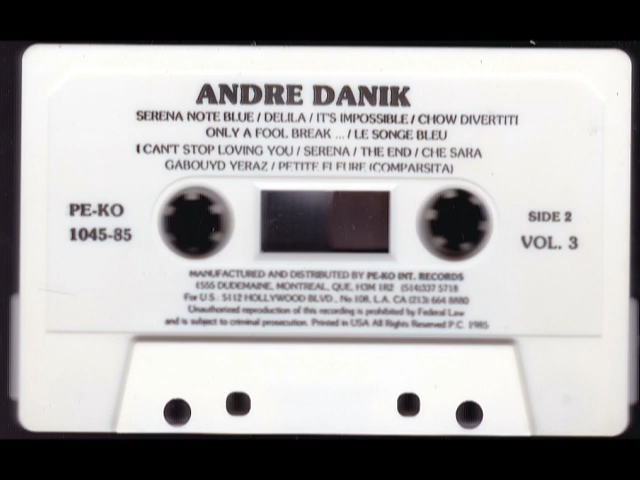 ANDRE DANIK
SERENA NOTE BLUE / DELILA / IT'S IMPOSSIBLE / CHOW DIVERTITI
ONLY A FOOL BREAK ... / LE SONGE BLEU
I CAN'T STOP LOVING YOU / SERENA / THE END / CHE SARA
GABOUYD YERAZ / PETITE FLEURE (COMPARSITA)
PE-KO
1045-85
SIDE 2
VOL. 3
MANUFACTURED AND DISTRIBUTED BY PE-KO INT. RECORDS
1555 DUDEMAINE, MONTREAL, QUE, H3M 1R2 (514)337 5718
For U.S.: 5112 HOLLYWOOD BLVD., No 108, L.A. CA (213) 664 8880
Unauthorized reproduction of this recording is prohibited by Federal Law
and is subject to criminal prosecution. Printed in USA All Rights Reserved P.C. 1985